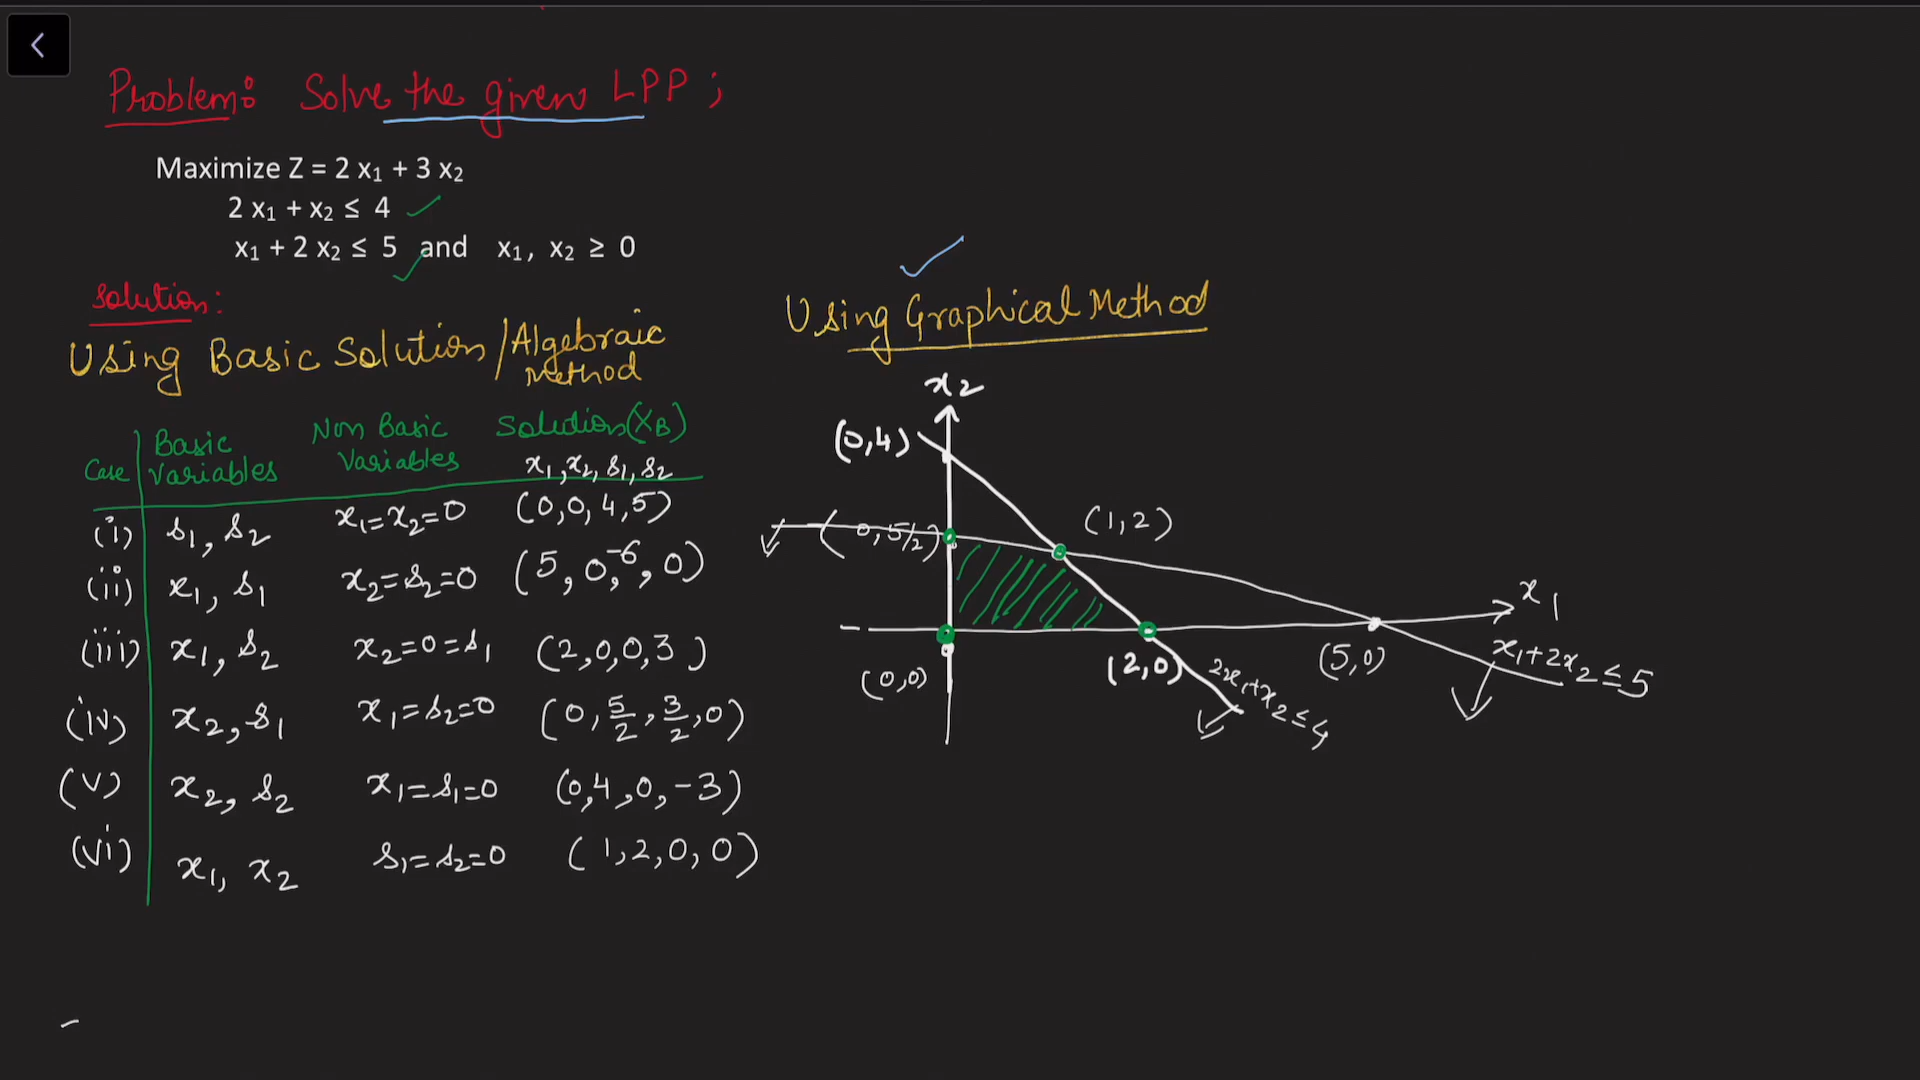 Problem: Solve the given LPP ;
Maximize Z = 2 x₁ + 3 x₂
2 x₁ + x₂ ≤ 4
x₁ + 2 x₂ ≤ 5 and x₁, x₂ ≥ 0
Solution:
Using Basic Solution / Algebraic Method
Case Basic Variables Non Basic Variables Solution (X_B)
x₁, x₂, s₁, s₂
(i) s₁, s₂ x₁=x₂=0 (0,0,4,5)
(ii) x₁, s₁ x₂=s₂=0 (5, 0, -6, 0)
(iii) x₁, s₂ x₂=0=s₁ (2,0,0,3)
(iv) x₂, s₁ x₁=s₂=0 (0, 5/2, 3/2, 0)
(v) x₂, s₂ x₁=s₁=0 (0,4,0,-3)
(vi) x₁, x₂ s₁=s₂=0 (1,2,0,0)
Using Graphical Method
x₂
(0,4)
(1,2)
(0,5/2)
x₁
(0,0)
(2,0)
(5,0)
2x₁+x₂≤4
x₁+2x₂≤5